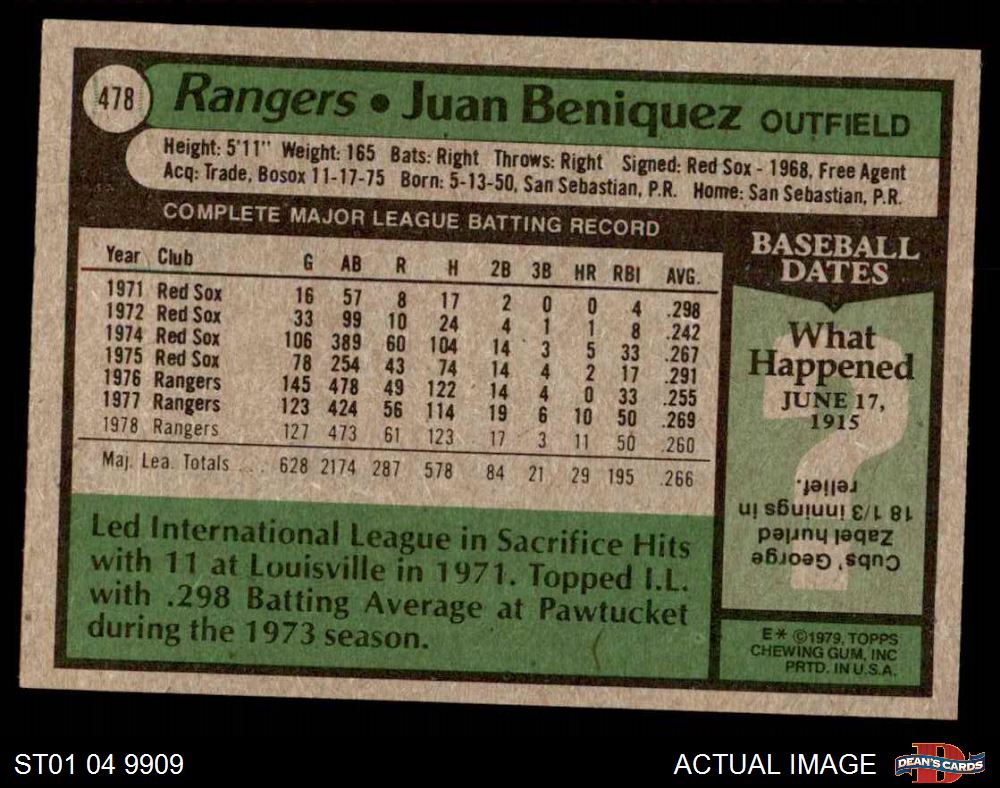 478
Rangers • Juan Beniquez OUTFIELD
Height: 5'11" Weight: 165 Bats: Right Throws: Right Signed: Red Sox - 1968, Free Agent
Acq: Trade, Bosox 11-17-75 Born: 5-13-50, San Sebastian, P.R. Home: San Sebastian, P.R.
COMPLETE MAJOR LEAGUE BATTING RECORD
Year Club G AB R H 2B 3B HR RBI AVG.
1971 Red Sox 16 57 8 17 2 0 0 4 .298
1972 Red Sox 33 99 10 24 4 1 1 8 .242
1974 Red Sox 106 389 60 104 14 3 5 33 .267
1975 Red Sox 78 254 43 74 14 4 2 17 .291
1976 Rangers 145 478 49 122 14 4 0 33 .255
1977 Rangers 123 424 56 114 19 6 10 50 .269
1978 Rangers 127 473 61 123 17 3 11 50 .260
Maj. Lea. Totals ... 628 2174 287 578 84 21 29 195 .266
Led International League in Sacrifice Hits
with 11 at Louisville in 1971. Topped I.L.
with .298 Batting Average at Pawtucket
during the 1973 season.
BASEBALL
DATES
What
Happened
JUNE 17,
1915
?
Cubs' George
Zabel hurled
18 1/3 innings in
relief.
E* ©1979, TOPPS
CHEWING GUM, INC
PRTD. IN U.S.A.
ST01 04 9909
ACTUAL IMAGE
D
DEAN'S CARDS